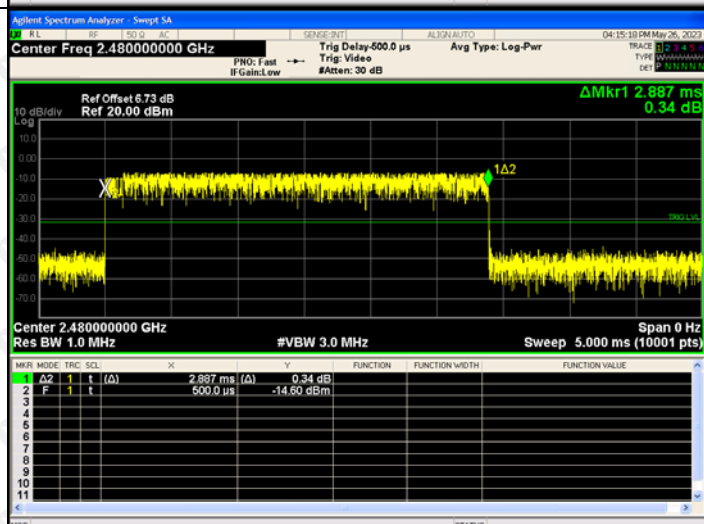 Agilent Spectrum Analyzer - Swept SA
RL RF 50 Ω AC SENSE:INT ALIGN AUTO 04:15:18 PM May 26, 2023
Center Freq 2.480000000 GHz
PNO: Fast
IFGain:Low
Trig Delay-500.0 µs
Trig: Video
#Atten: 30 dB
Avg Type: Log-Pwr
TRACE 1 2 3 4 5 6
TYPE
DET P N N N N N
ΔMkr1 2.887 ms
0.34 dB
Ref Offset 6.73 dB
10 dB/div Ref 20.00 dBm
Log
10.0
0.00
-10.0
-20.0
-30.0
-40.0
-50.0
-60.0
-70.0
1Δ2
TRIG LVL
Center 2.480000000 GHz Span 0 Hz
Res BW 1.0 MHz #VBW 3.0 MHz Sweep 5.000 ms (10001 pts)
MKR MODE TRC SCL X Y FUNCTION FUNCTION WIDTH FUNCTION VALUE
1 Δ2 1 t (Δ) 2.887 ms (Δ) 0.34 dB
2 F 1 t 500.0 µs -14.60 dBm
3
4
5
6
7
8
9
10
11